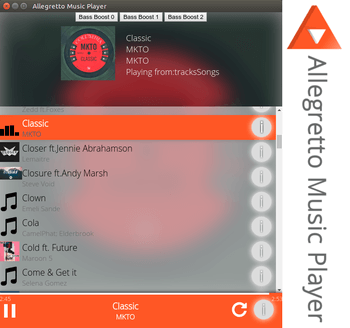 Allegretto Music Player
Bass Boost 0 Bass Boost 1 Bass Boost 2
MKTO
CLASSIC
Classic
MKTO
MKTO
Playing from:tracksSongs
Classic
MKTO
Closer ft.Jennie Abrahamson
Closure ft.Andy Marsh
Steve Void
Clown
Emeli Sandé
Cola
CamelPhat, Elderbrook
Cold ft. Future
Maroon 5
Come & Get it
Selena Gomez
2:45
Classic
MKTO
Allegretto Music Player